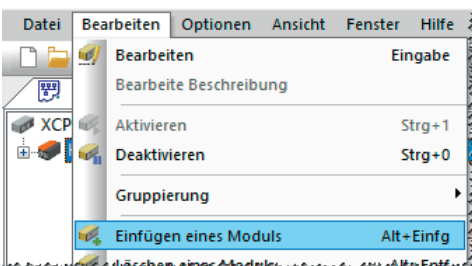 Datei Bearbeiten Optionen Ansicht Fenster Hilfe
Bearbeiten Eingabe
Bearbeite Beschreibung
XCP
Aktivieren Strg+1
Deaktivieren Strg+0
Gruppierung
Einfügen eines Moduls Alt+Einfg